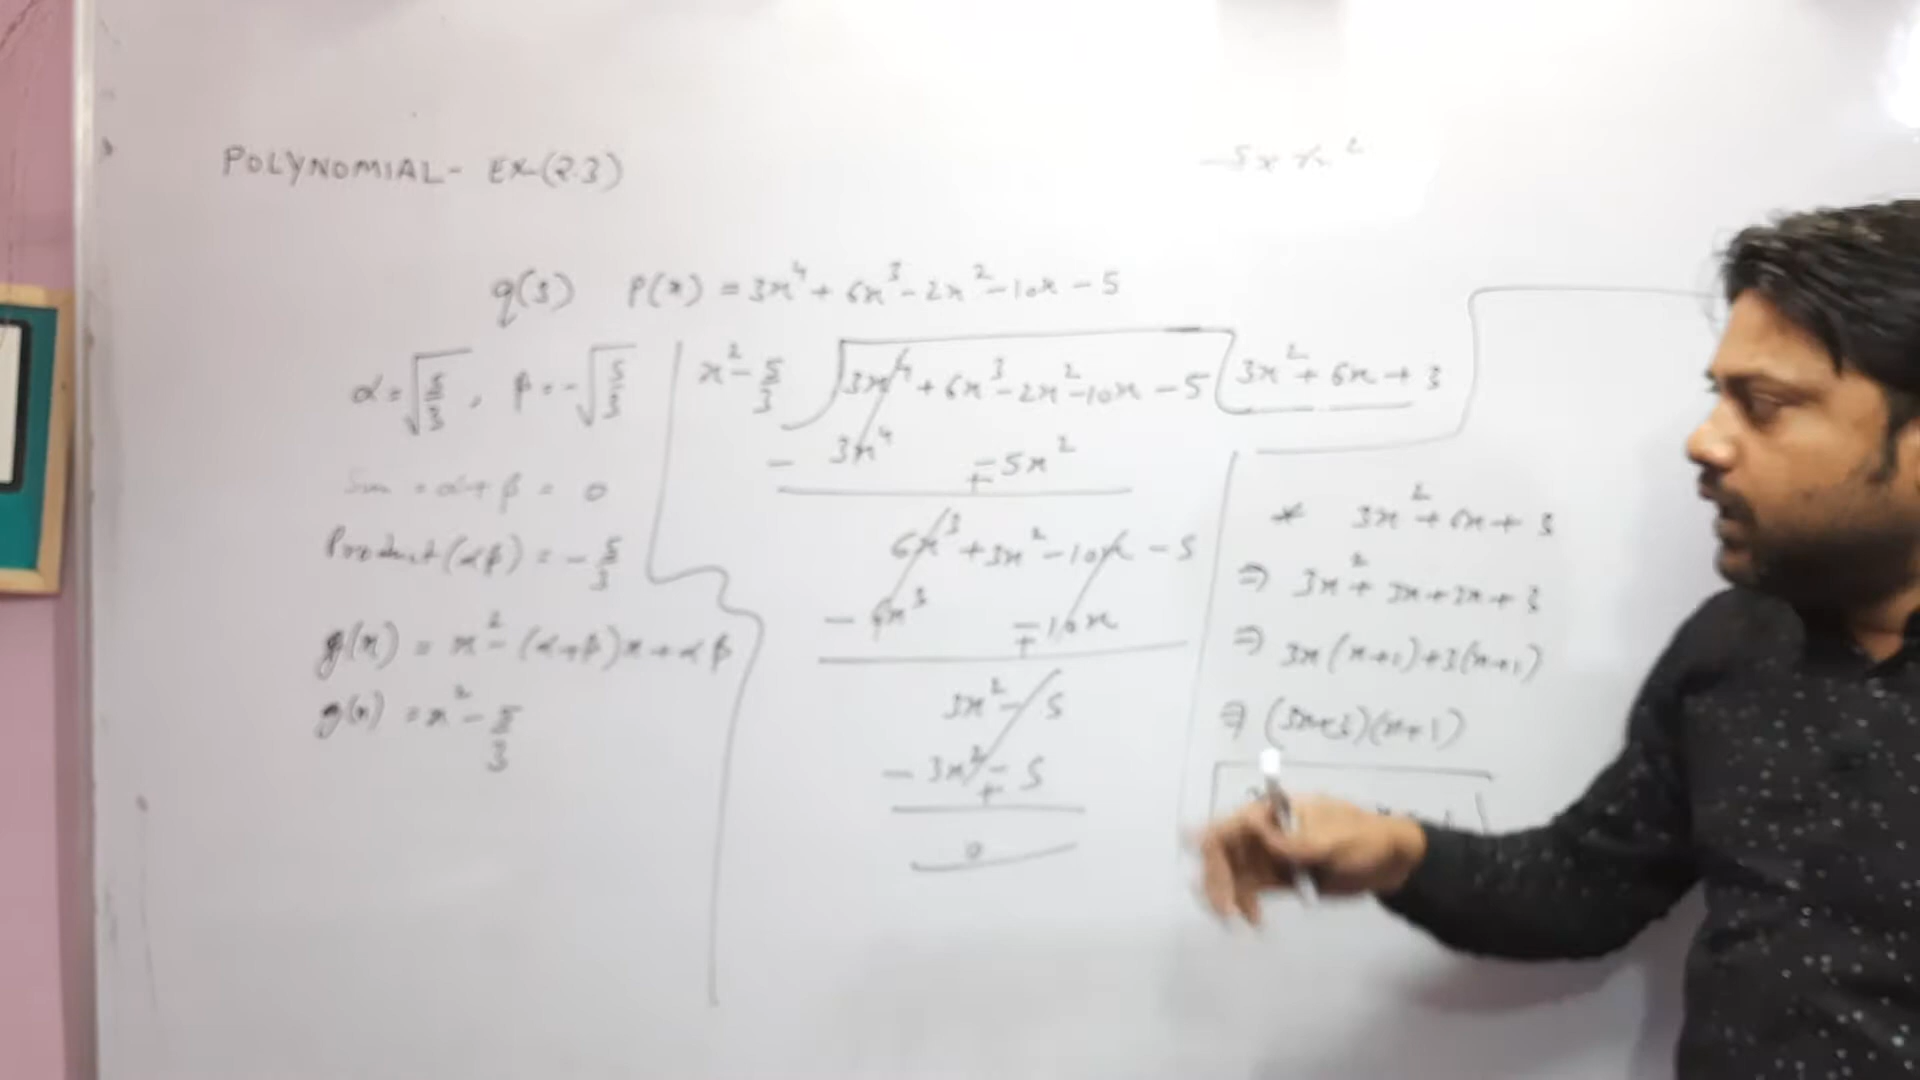 POLYNOMIAL- EX-(2.3)
-5x x²
q(3) P(x) = 3x⁴ + 6x³ - 2x² - 10x - 5
α = √5/3, β = -√5/3
Sum = α + β = 0
Product (αβ) = - 5/3
g(x) = x² - (α+β)x + αβ
g(x) = x² - 5/3
x² - 5/3 ) 3x⁴ + 6x³ - 2x² - 10x - 5 ( 3x² + 6x + 3
- 3x⁴ ∓ 5x²
6x³ + 3x² - 10x - 5
- 6x³ ∓ 10x
3x² - 5
- 3x² ∓ 5
0
* 3x² + 6x + 3
⇒ 3x² + 3x + 3x + 3
⇒ 3x(x+1) + 3(x+1)
⇒ (3x+3)(x+1)